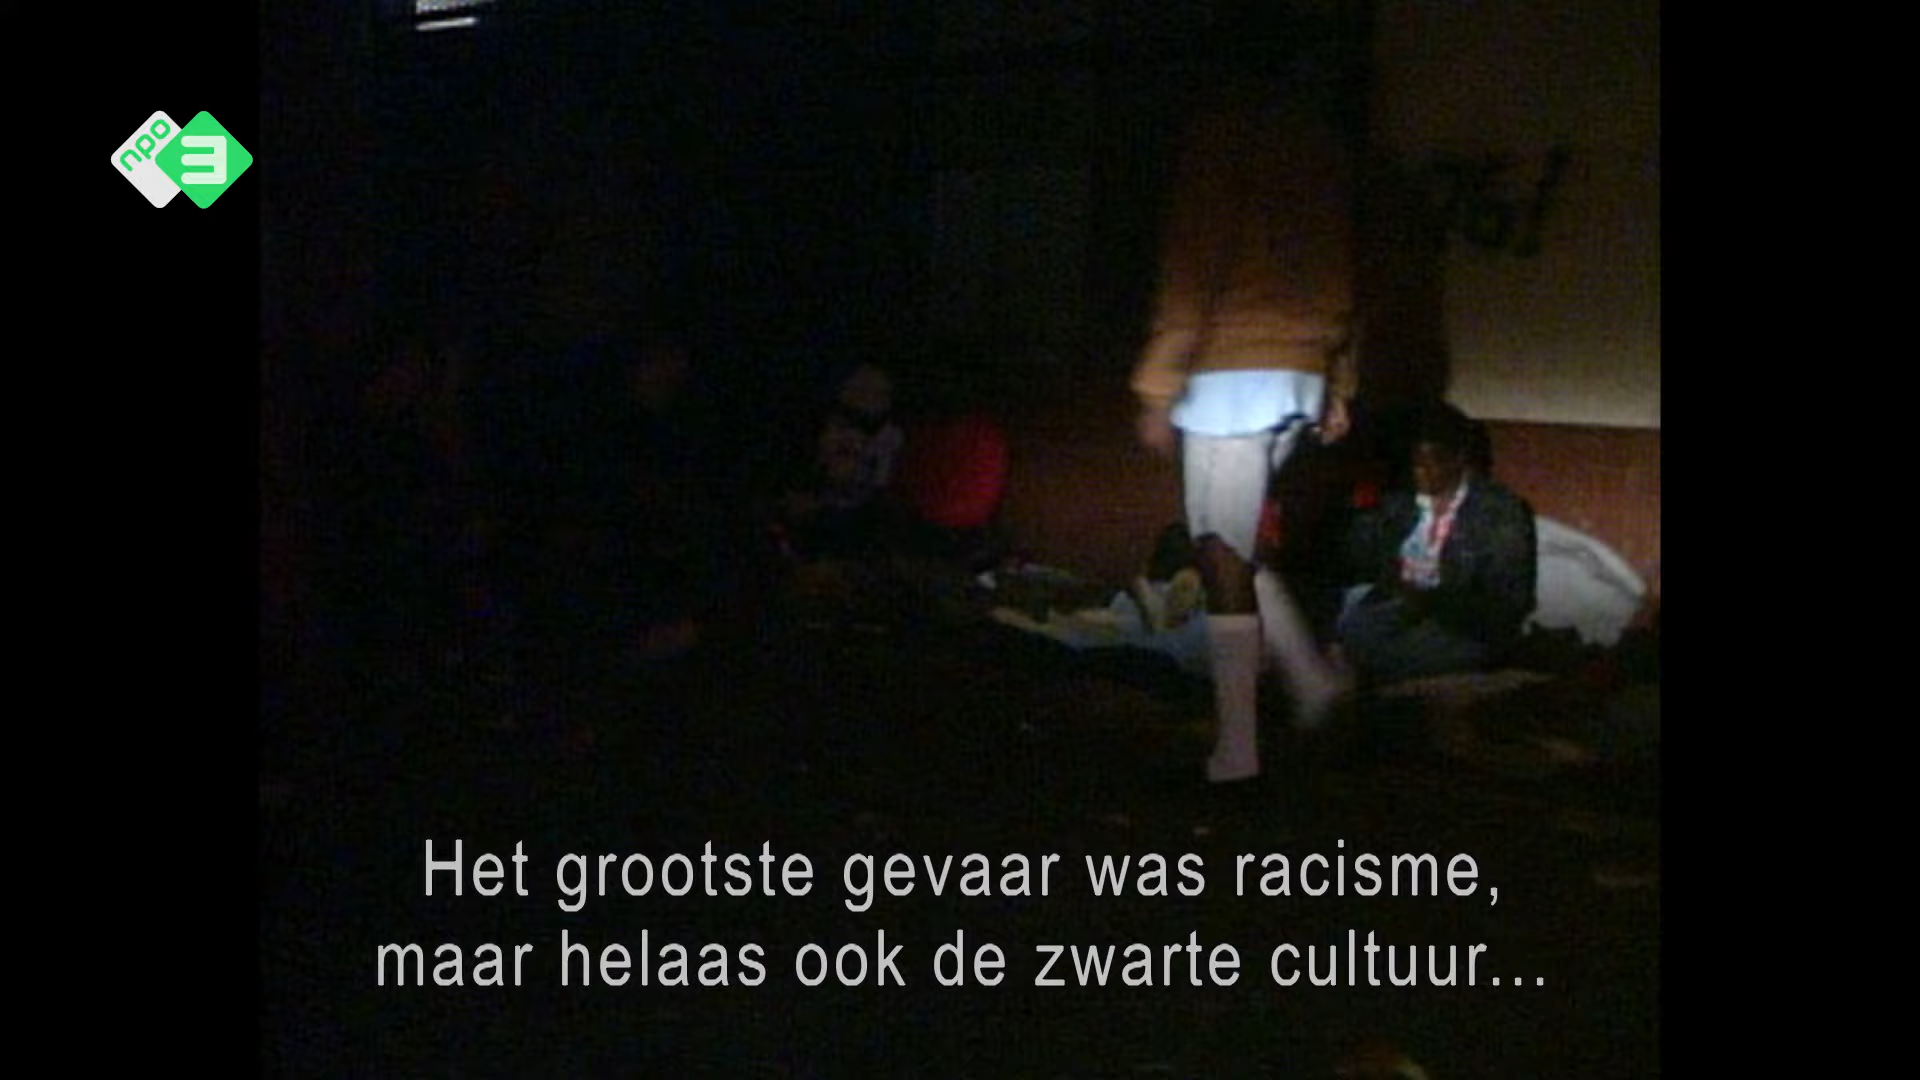 npo 3
Het grootste gevaar was racisme,
maar helaas ook de zwarte cultuur...